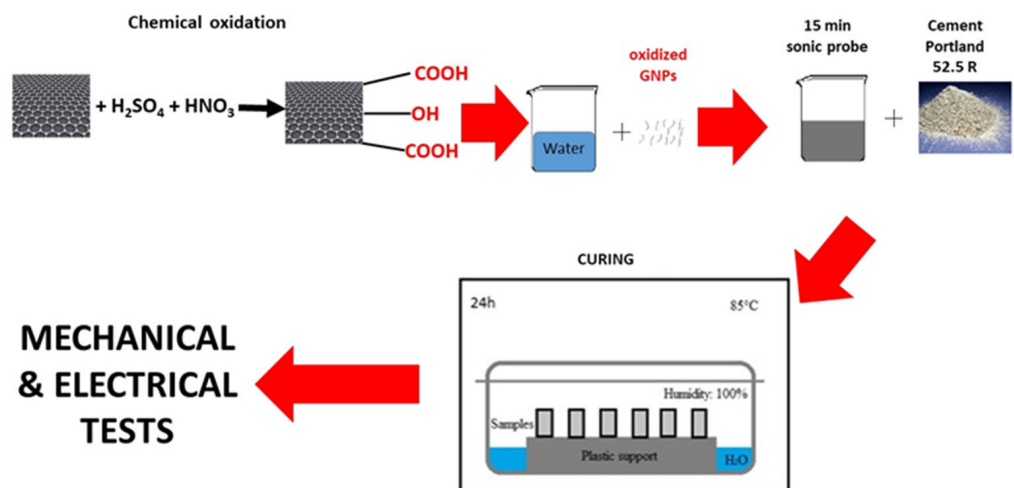 Chemical oxidation
+ H₂SO₄ + HNO₃
COOH
OH
COOH
Water
+
oxidized
GNPs
15 min
sonic probe
+
Cement
Portland
52.5 R
CURING
24h
85°C
Humidity: 100%
Samples
Plastic support
H₂O
MECHANICAL
& ELECTRICAL
TESTS